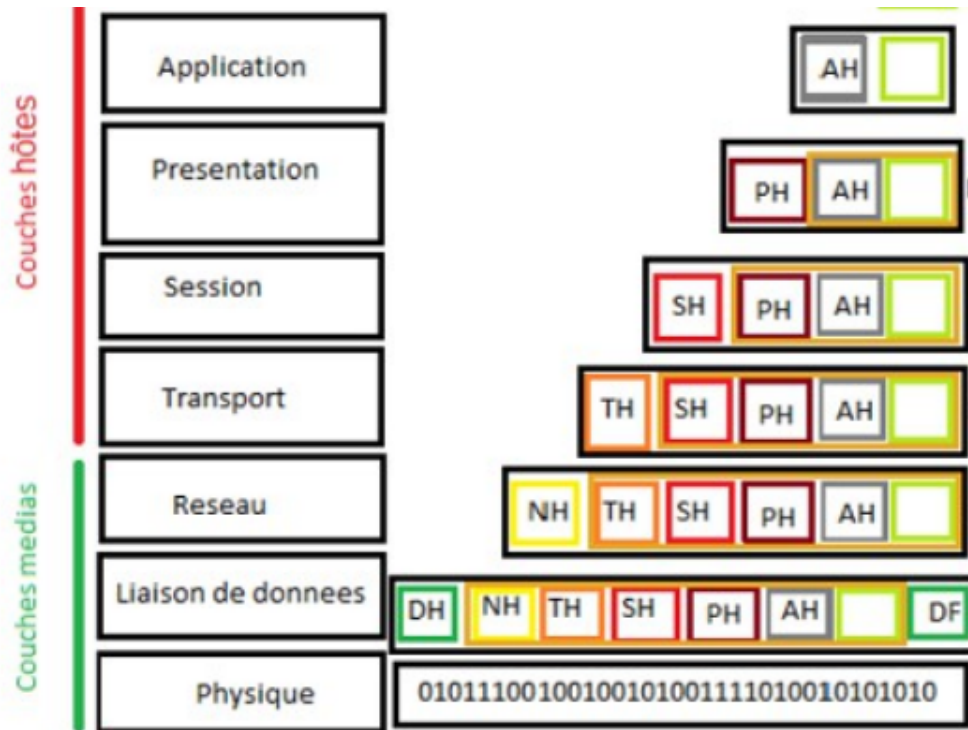 Couches hôtes
Application
AH
Presentation
PH AH
Session
SH PH AH
Transport
TH SH PH AH
Couches medias
Reseau
NH TH SH PH AH
Liaison de donnees
DH NH TH SH PH AH DF
Physique
0101110010010010100111101001010101010